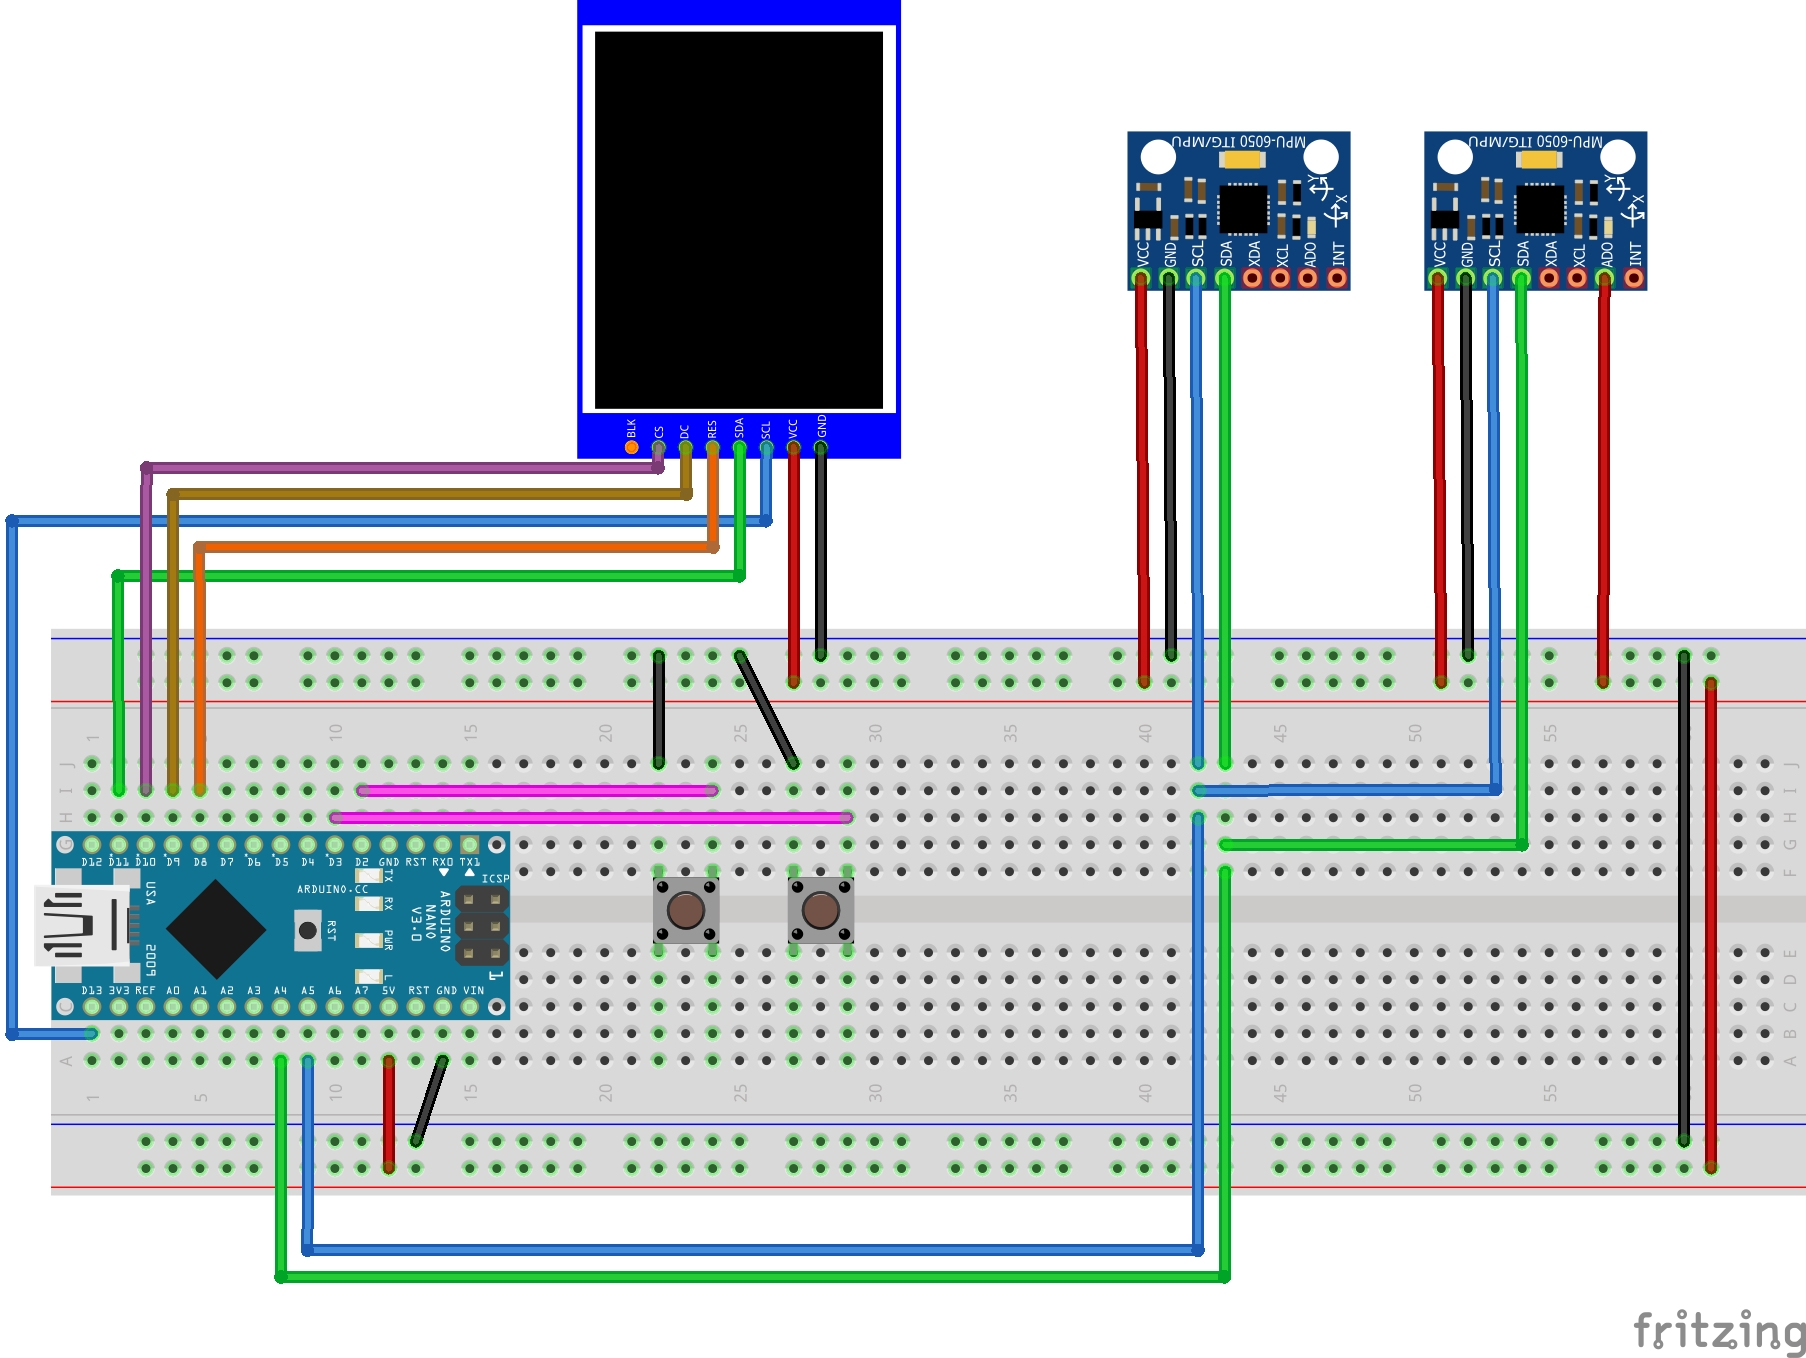 MPU-6050 ITG/MPU
Y
X
VCC GND SCL SDA XDA XCL ADO INT
MPU-6050 ITG/MPU
Y
X
VCC GND SCL SDA XDA XCL ADO INT
BLK CS DC RES SDA SCL VCC GND
1 10 15 20 25 30 35 40 45 50 55
J J
I I
H H
G G
F
D12 D11 D10 D9 D8 D7 D6 D5 D4 D3 D2 GND RST RX0 TX1
TX
RX
PWR
L
USA
2009
ARDUINO.CC
RST
ARDUINO
NANO
V3.0
ICSP
1
D13 3V3 REF A0 A1 A2 A3 A4 A5 A6 A7 5V RST GND VIN
E
D
C C
B
A A
1 5 10 15 20 25 30 35 40 45 50 55
fritzing